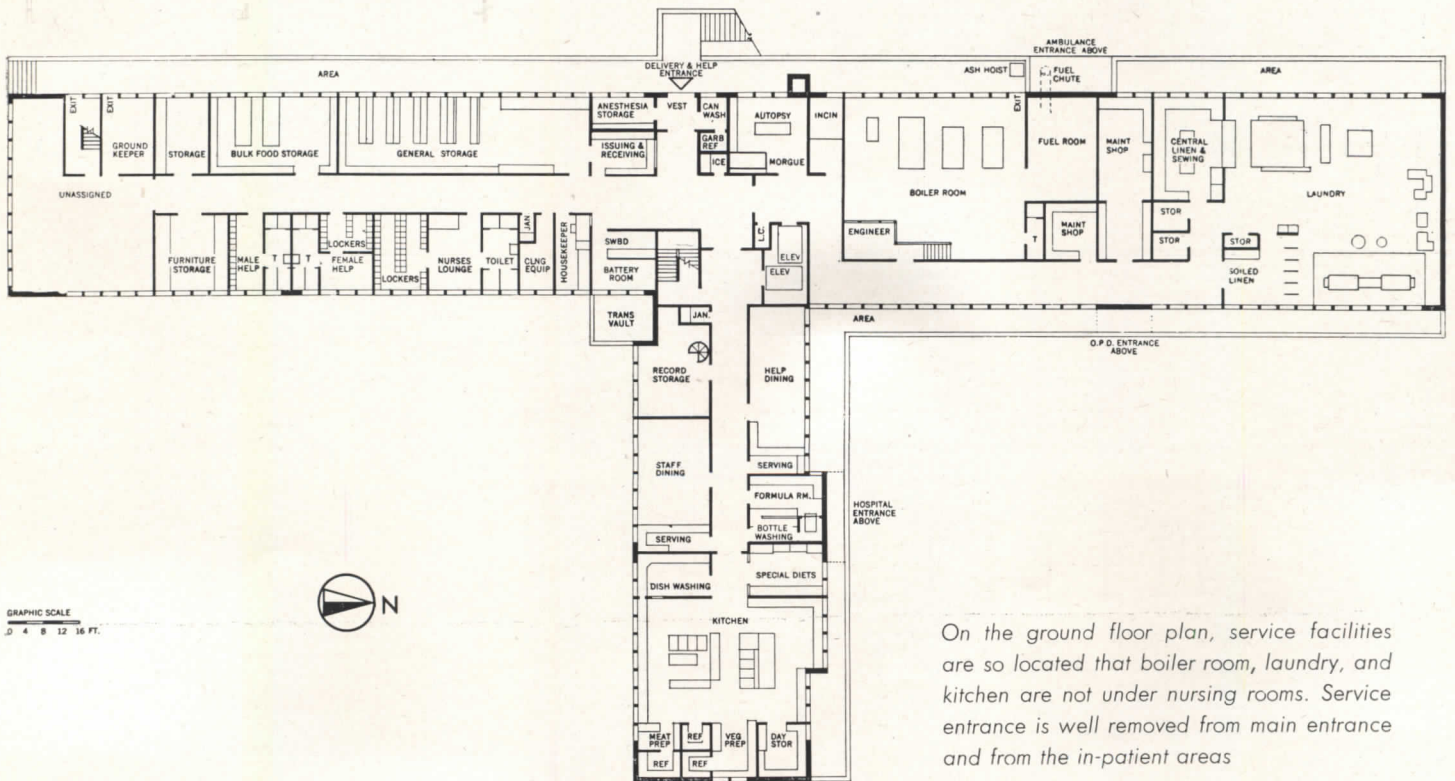 AMBULANCE
ENTRANCE ABOVE
DELIVERY & HELP
ENTRANCE
AREA
ASH HOIST
FUEL
CHUTE
AREA
EXIT
EXIT
GROUND
KEEPER
STORAGE
BULK FOOD STORAGE
GENERAL STORAGE
ANESTHESIA
STORAGE
VEST
CAN
WASH
ISSUING &
RECEIVING
GARB
REF
ICE
AUTOPSY
MORGUE
INCIN
BOILER ROOM
EXIT
FUEL ROOM
MAINT
SHOP
CENTRAL
LINEN &
SEWING
LAUNDRY
UNASSIGNED
FURNITURE
STORAGE
MALE
HELP
T
T
LOCKERS
FEMALE
HELP
LOCKERS
NURSES
LOUNGE
TOILET
JAN
CLNG
EQUIP
HOUSEKEEPER
SWBD
BATTERY
ROOM
L.C.
ELEV
ELEV
ENGINEER
T
MAINT
SHOP
STOR
STOR
STOR
SOILED
LINEN
TRANS
VAULT
JAN.
AREA
O.P.D. ENTRANCE
ABOVE
RECORD
STORAGE
HELP
DINING
STAFF
DINING
SERVING
FORMULA RM.
HOSPITAL
ENTRANCE
ABOVE
BOTTLE
WASHING
SERVING
DISH WASHING
SPECIAL DIETS
KITCHEN
MEAT
PREP
REF
REF
VEG
PREP
REF
DAY
STOR
N
GRAPHIC SCALE
0 4 8 12 16 FT.
On the ground floor plan, service facilities
are so located that boiler room, laundry, and
kitchen are not under nursing rooms. Service
entrance is well removed from main entrance
and from the in-patient areas